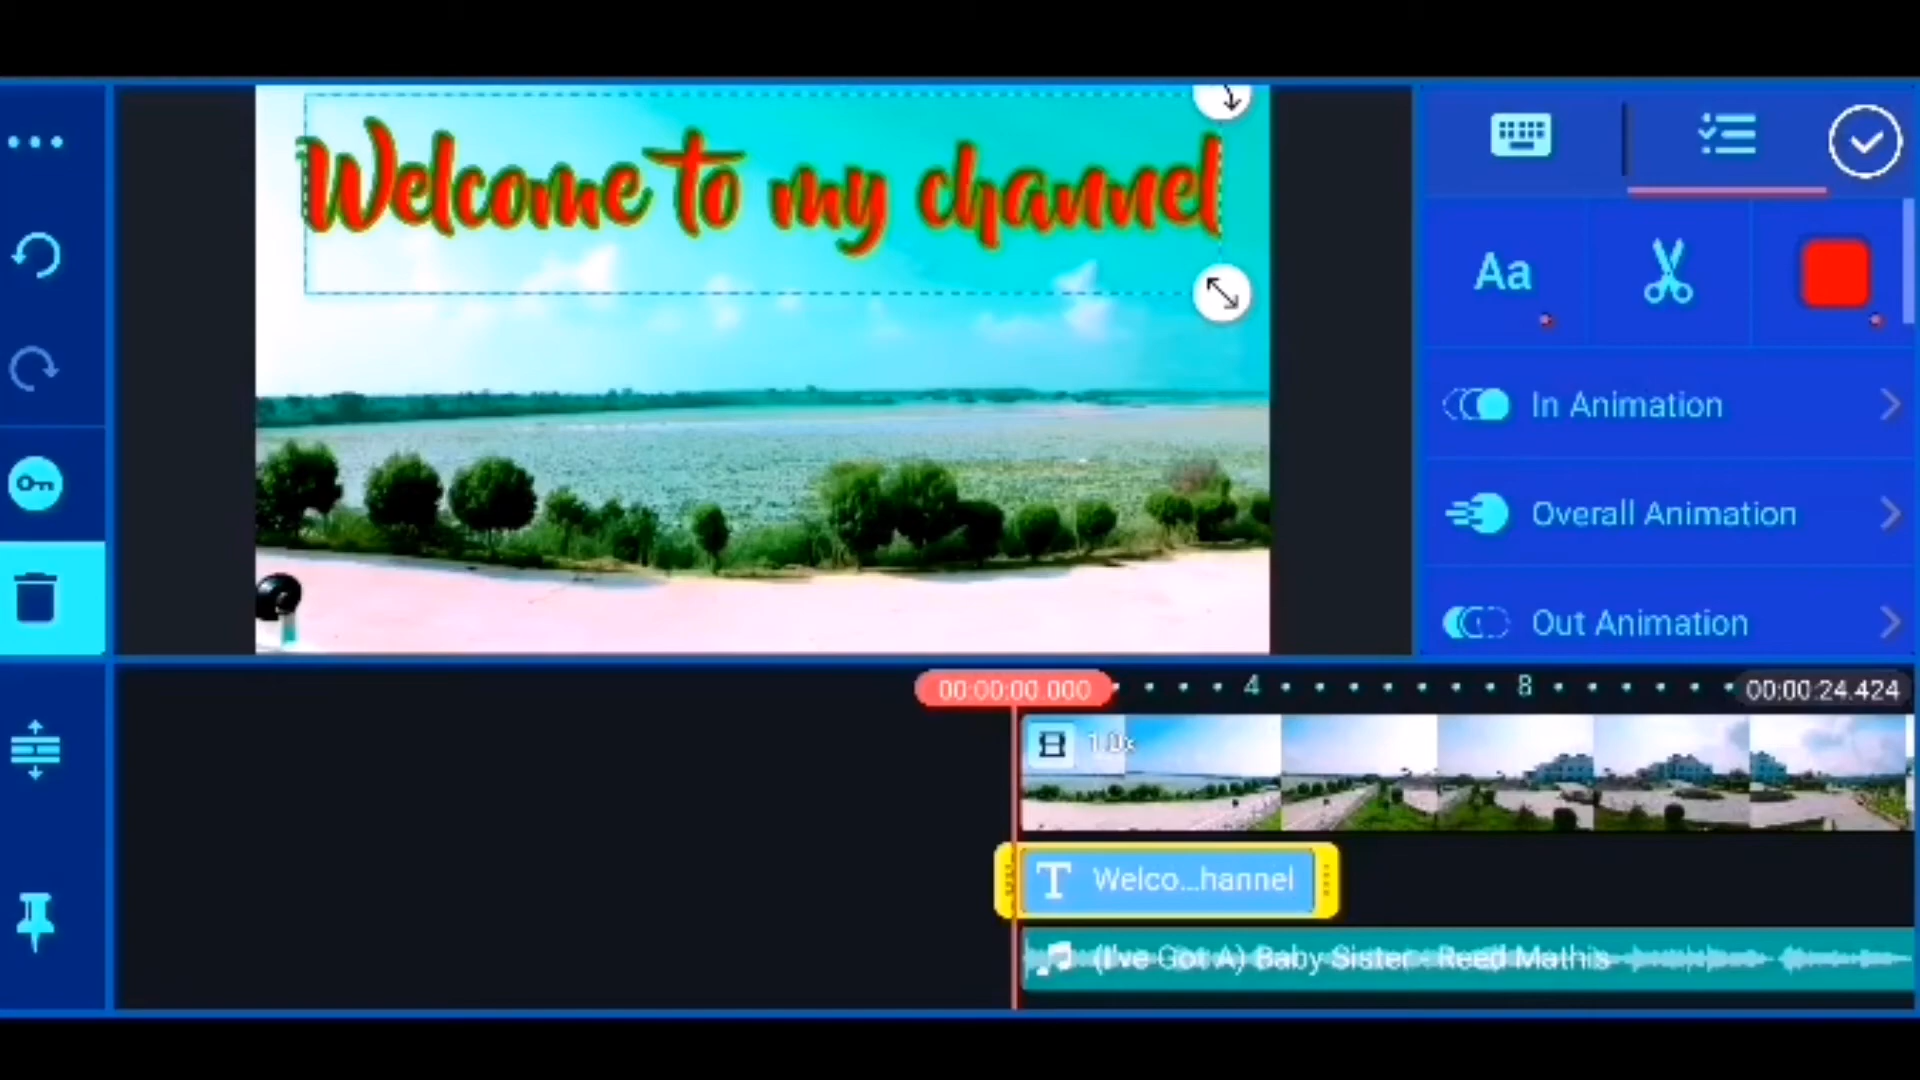 Welcome to my channel
Aa
In Animation
Overall Animation
Out Animation
00:00:00.000
4
8
00:00:24.424
1.0x
T Welco...hannel
(I've Got A) Baby Sister - Reed Mathis